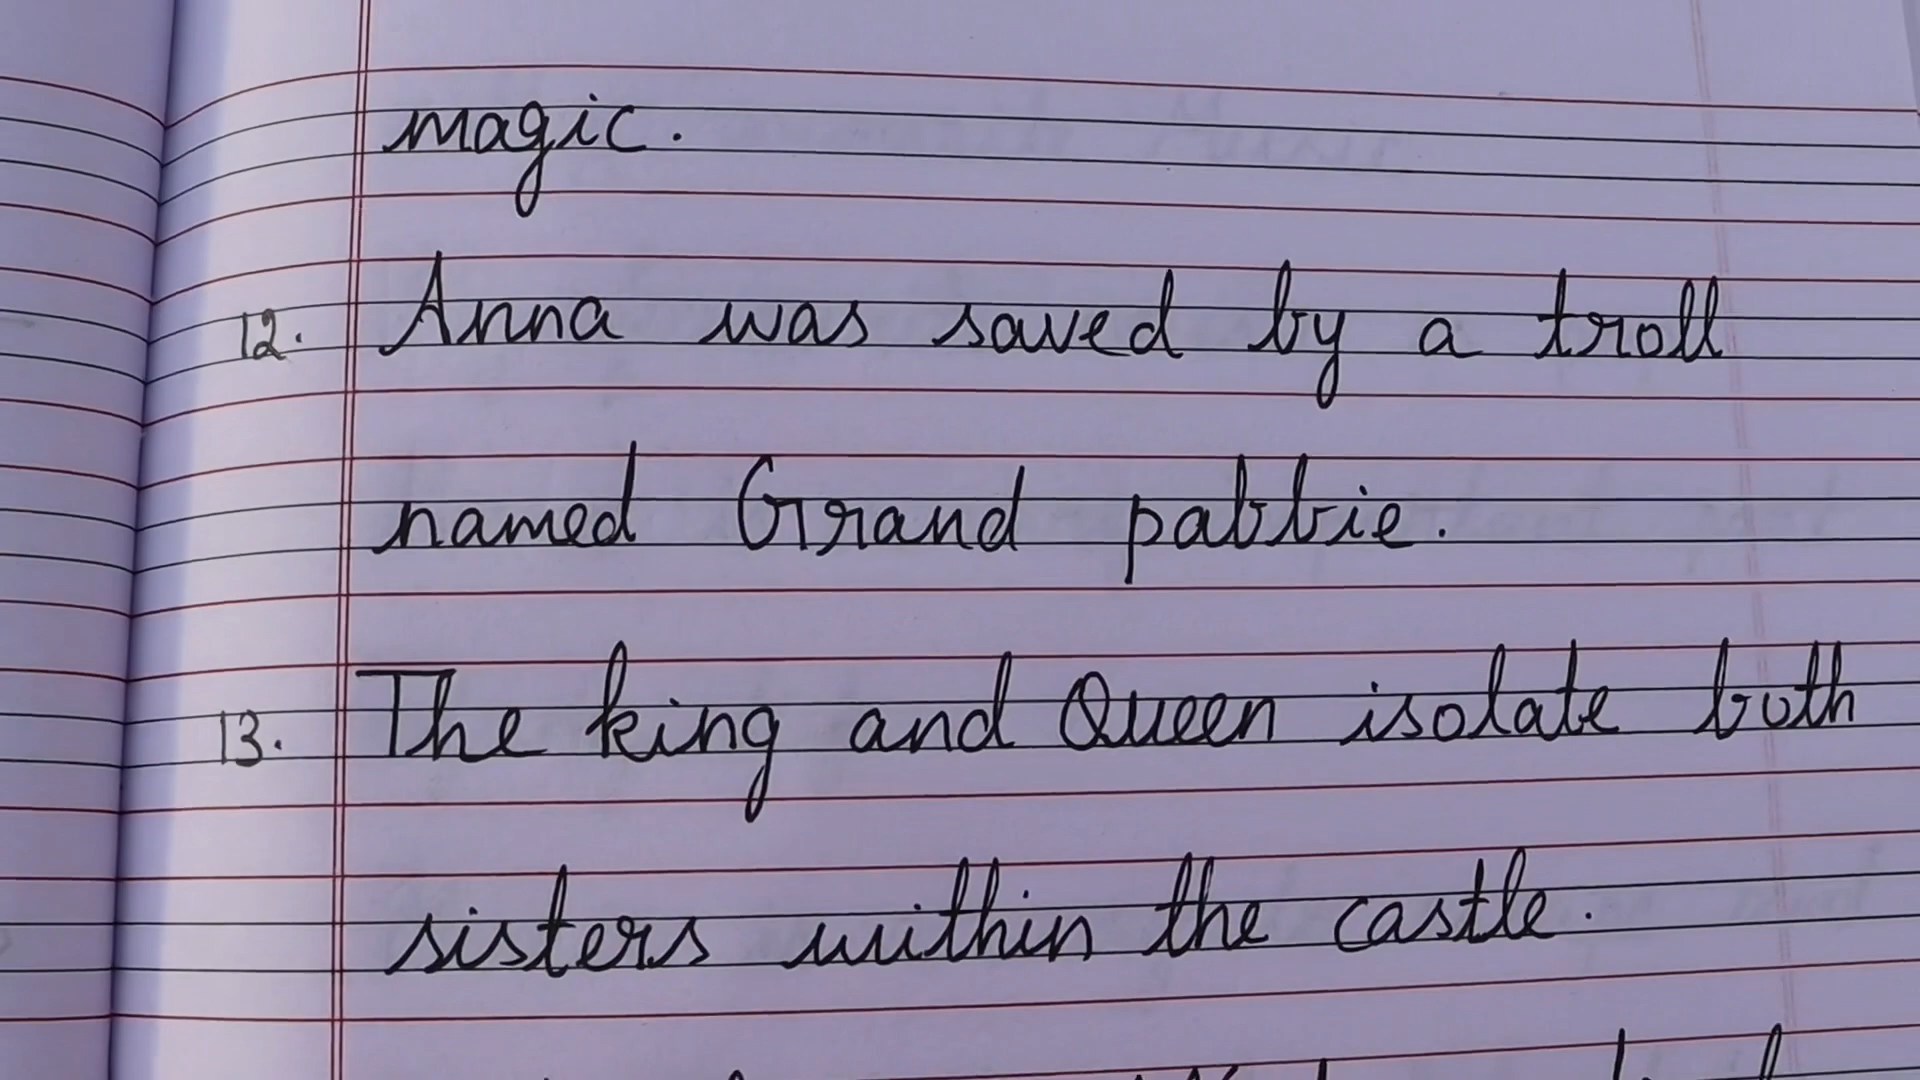 magic.
12. Anna was saved by a troll
named Grand pabbie.
13. The king and Queen isolate both
sisters within the castle.